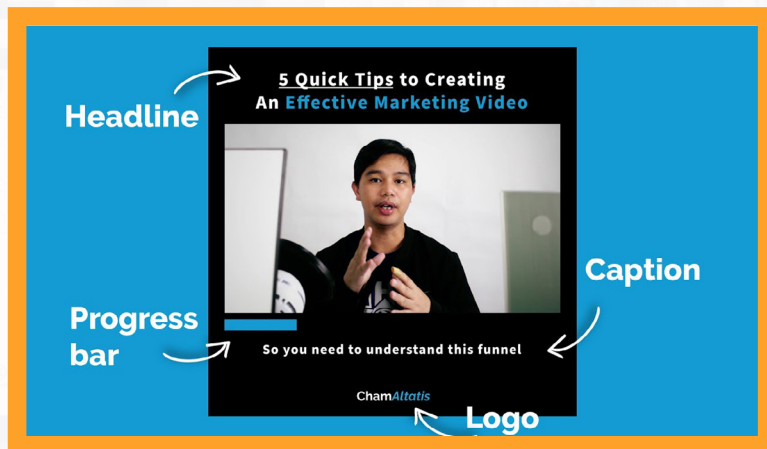 5 Quick Tips to Creating
An Effective Marketing Video
Headline
Caption
Progress
bar
So you need to understand this funnel
ChamAltatis
Logo